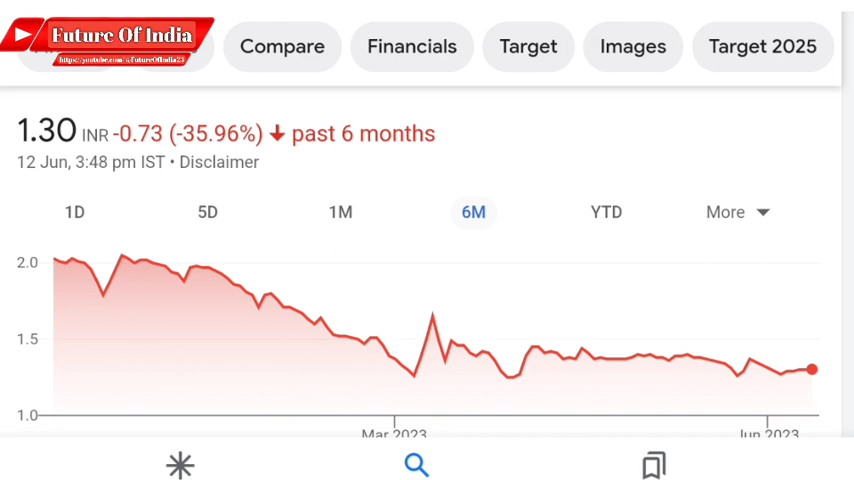 Future Of India
Compare
Financials
Target
Images
Target 2025
1.30 INR -0.73 (-35.96%) ↓ past 6 months
12 Jun, 3:48 pm IST • Disclaimer
1D
5D
1M
6M
YTD
More
2.0
1.5
1.0
Mar 2023
Jun 2023